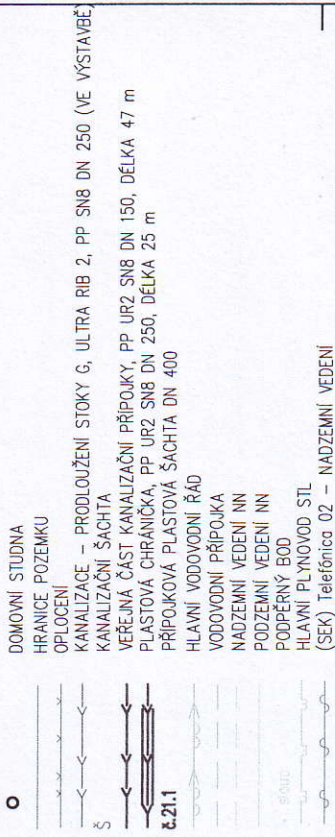 DOMOVNÍ STUDNA
HRANICE POZEMKU
OPLOCENÍ
KANALIZACE – PRODLOUŽENÍ STOKY G, ULTRA RIB 2, PP SN8 DN 250 (VE VÝSTAVBĚ)
Š KANALIZAČNÍ ŠACHTA
VEŘEJNÁ ČÁST KANALIZAČNÍ PŘÍPOJKY, PP UR2 SN8 DN 150, DÉLKA 47 m
PLASTOVÁ CHRÁNIČKA, PP UR2 SN8 DN 250, DÉLKA 25 m
č.21.1 PŘÍPOJKOVÁ PLASTOVÁ ŠACHTA DN 400
HLAVNÍ VODOVODNÍ ŘÁD
VODOVODNÍ PŘÍPOJKA
NADZEMNÍ VEDENÍ NN
PODZEMNÍ VEDENÍ NN
sloup PODPĚRNÝ BOD
HLAVNÍ PLYNOVOD STL
(SEK) Telefónica O2 – NADZEMNÍ VEDENÍ